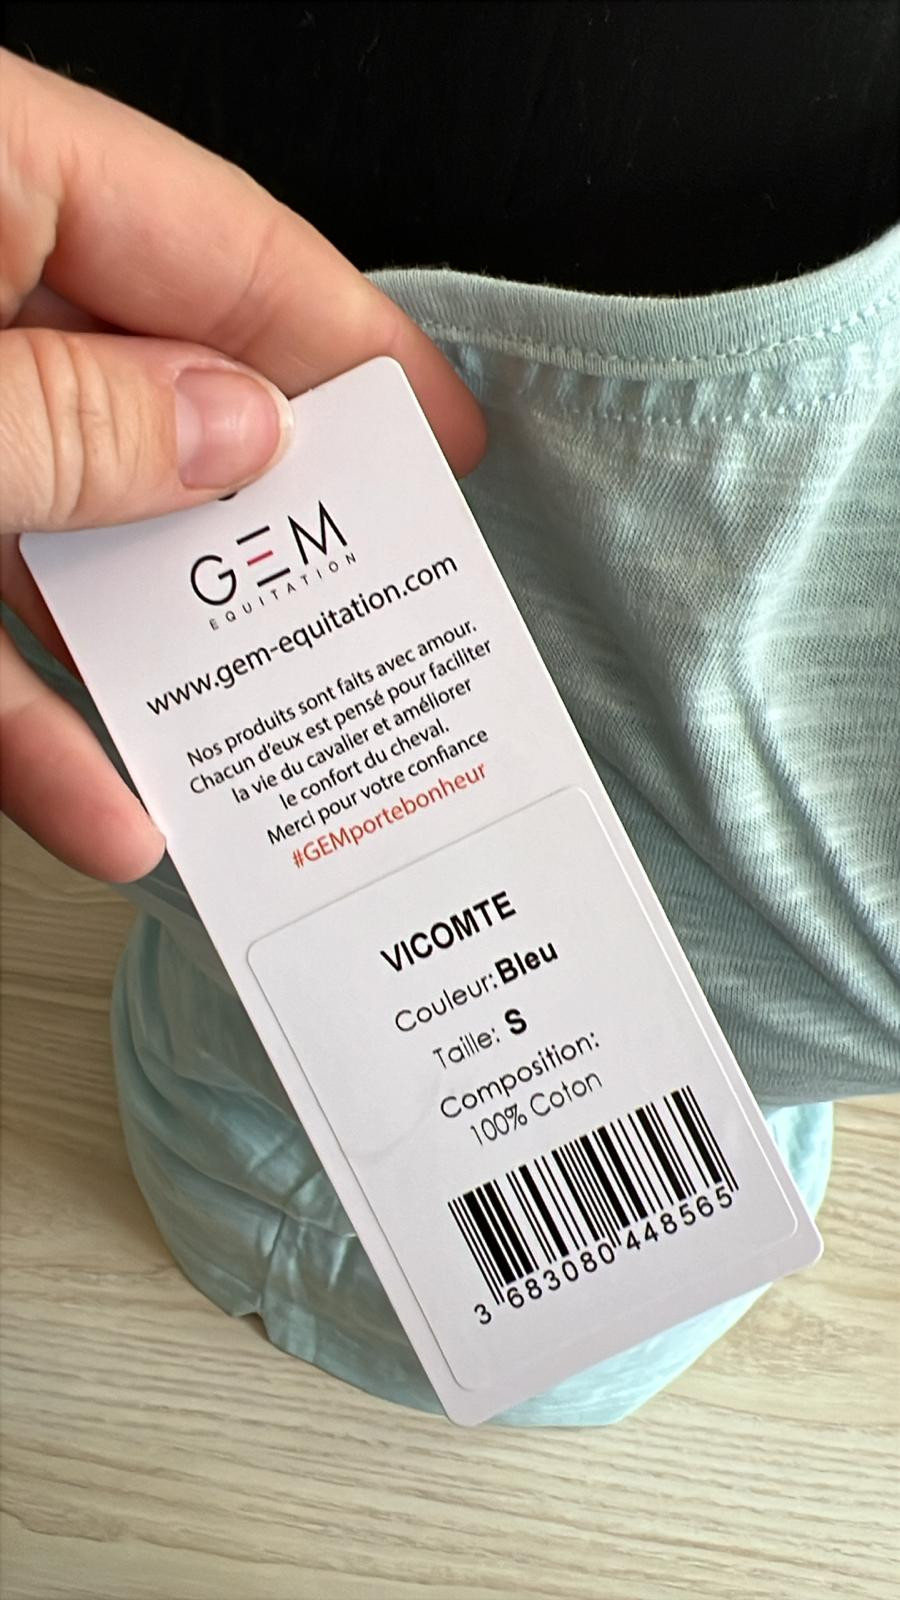 GEM
EQUITATION
www.gem-equitation.com
Nos produits sont faits avec amour.
Chacun d'eux est pensé pour faciliter
la vie du cavalier et améliorer
le confort du cheval.
Merci pour votre confiance
#GEMportebonheur
VICOMTE
Couleur: Bleu
Taille: S
Composition:
100% Coton
3 683080 448565